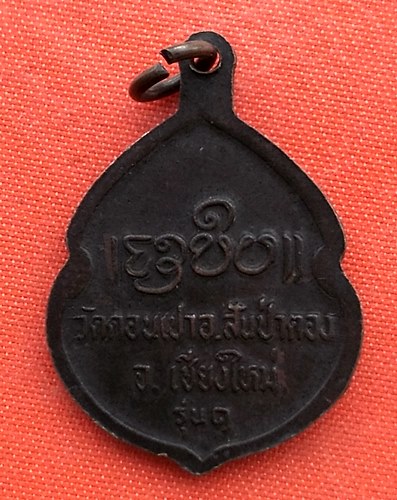 วัดดอนเปา อ.สันป่าตอง
จ. เชียงใหม่
รุ่น ๑